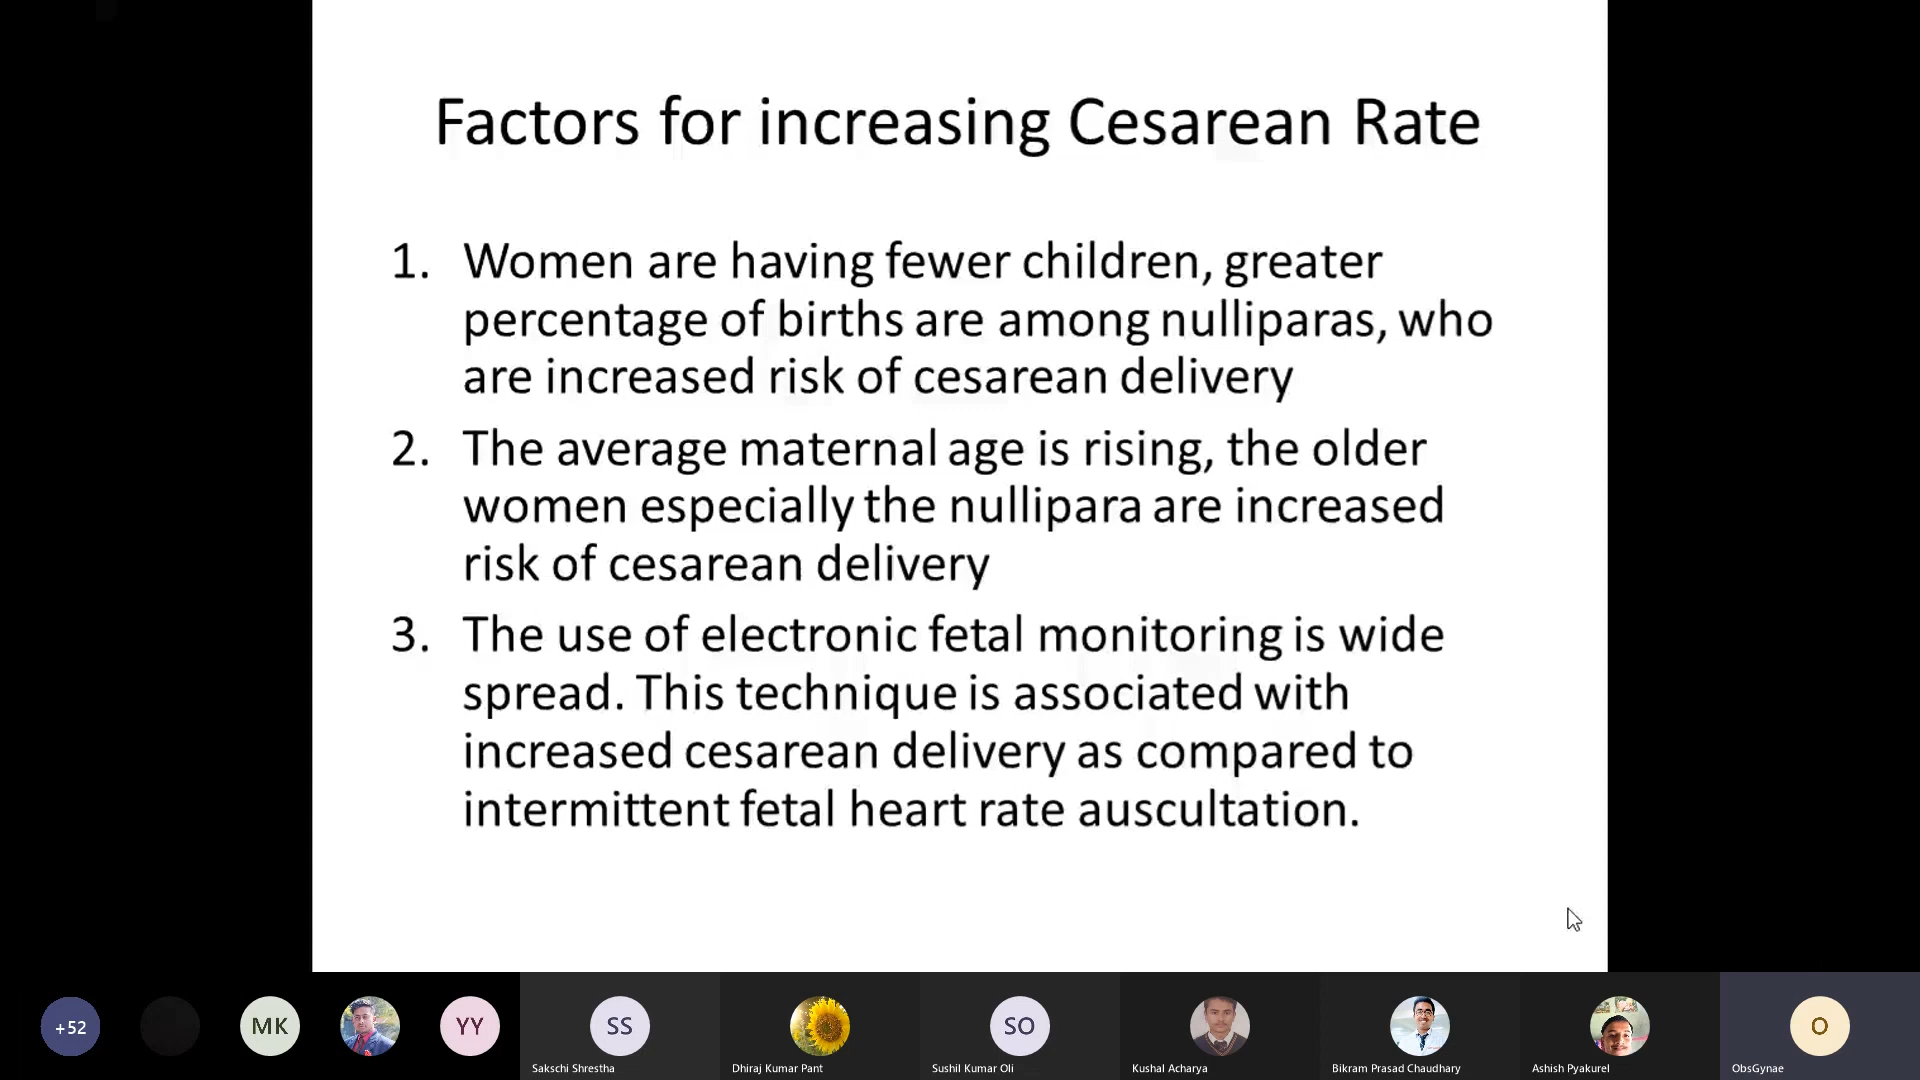 Factors for increasing Cesarean Rate
1. Women are having fewer children, greater
percentage of births are among nulliparas, who
are increased risk of cesarean delivery
2. The average maternal age is rising, the older
women especially the nullipara are increased
risk of cesarean delivery
3. The use of electronic fetal monitoring is wide
spread. This technique is associated with
increased cesarean delivery as compared to
intermittent fetal heart rate auscultation.
+52
MK
YY
SS
SO
O
Sakschi Shrestha
Dhiraj Kumar Pant
Sushil Kumar Oli
Kushal Acharya
Bikram Prasad Chaudhary
Ashish Pyakurel
ObsGynae